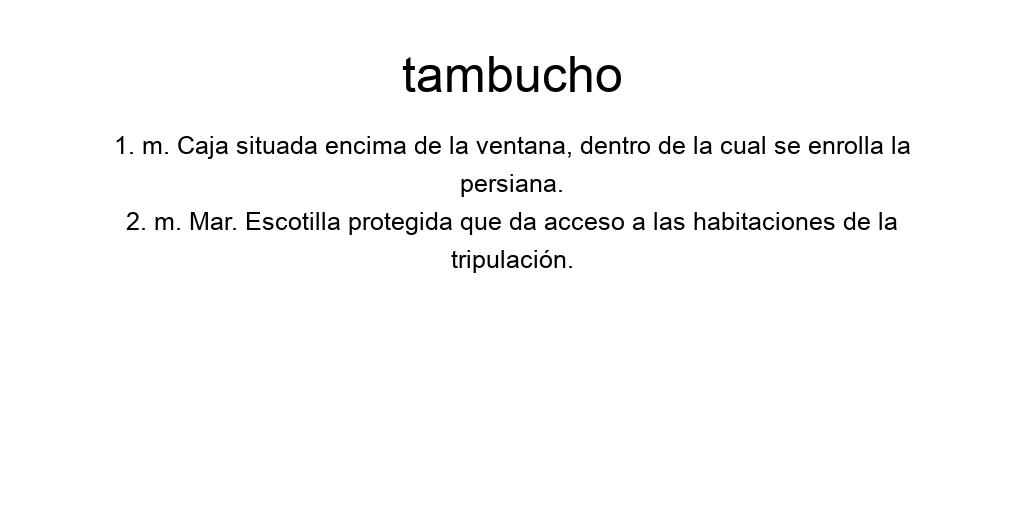 tambucho
1. m. Caja situada encima de la ventana, dentro de la cual se enrolla la
persiana.
2. m. Mar. Escotilla protegida que da acceso a las habitaciones de la
tripulación.